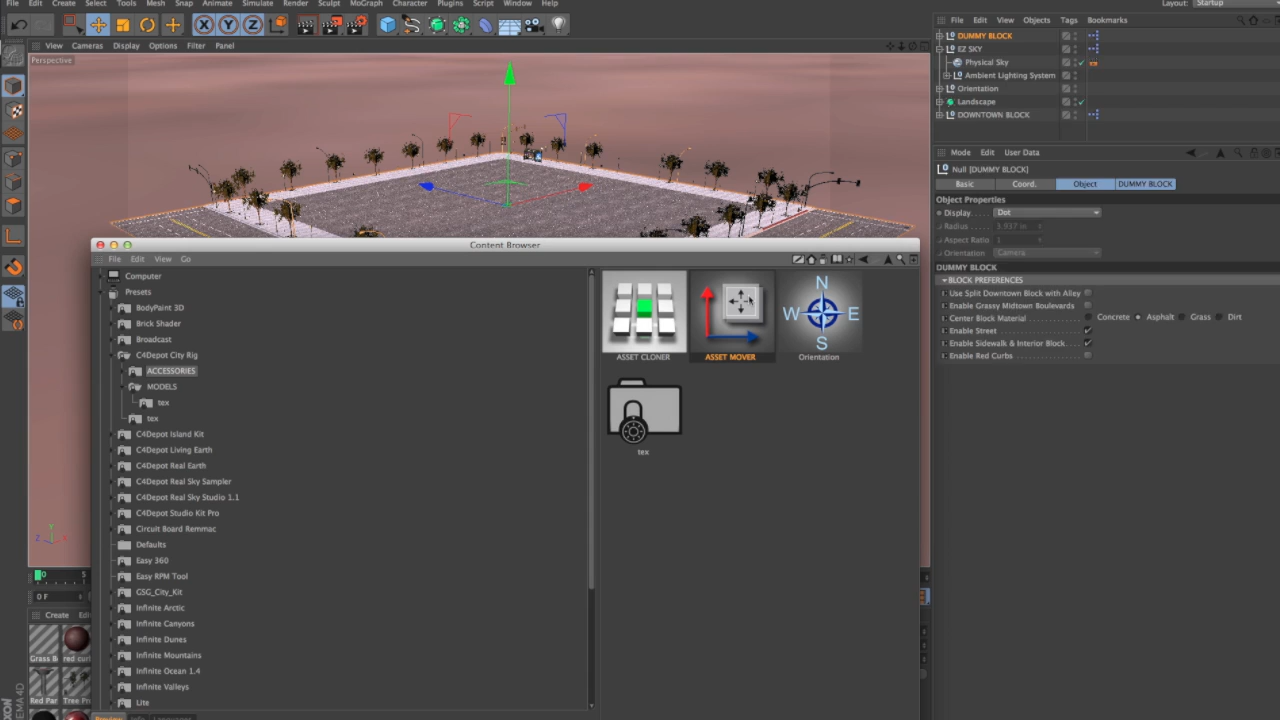 File Edit Create Select Tools Mesh Snap Animate Simulate Render Sculpt MoGraph Character Plugins Script Window Help
Layout: Startup
X Y Z
View Cameras Display Options Filter Panel
Perspective
File Edit View Objects Tags Bookmarks
DUMMY BLOCK
EZ SKY
Physical Sky
Ambient Lighting System
Orientation
Landscape
DOWNTOWN BLOCK
Mode Edit User Data
Null [DUMMY BLOCK]
Basic Coord. Object DUMMY BLOCK
Object Properties
Display. . . . . Dot
Radius . . . . . 3.937 in
Aspect Ratio 1
Orientation Camera
DUMMY BLOCK
BLOCK PREFERENCES
Use Split Downtown Block with Alley
Enable Grassy Midtown Boulevards
Center Block Material Concrete Asphalt Grass Dirt
Enable Street
Enable Sidewalk & Interior Block
Enable Red Curbs
Content Browser
File Edit View Go
Computer
Presets
BodyPaint 3D
Brick Shader
Broadcast
C4Depot City Rig
ACCESSORIES
MODELS
tex
tex
C4Depot Island Kit
C4Depot Living Earth
C4Depot Real Earth
C4Depot Real Sky Sampler
C4Depot Real Sky Studio 1.1
C4Depot Studio Kit Pro
Circuit Board Remmac
Defaults
Easy 360
Easy RPM Tool
GSG_City_Kit
Infinite Arctic
Infinite Canyons
Infinite Dunes
Infinite Mountains
Infinite Ocean 1.4
Infinite Valleys
Lite
ASSET CLONER ASSET MOVER Orientation
N
W E
S
tex
Y
Z X
0 5
0 F
Create Edi
Grass B red cur
Red Par Tree Pr
Preview Info Languages